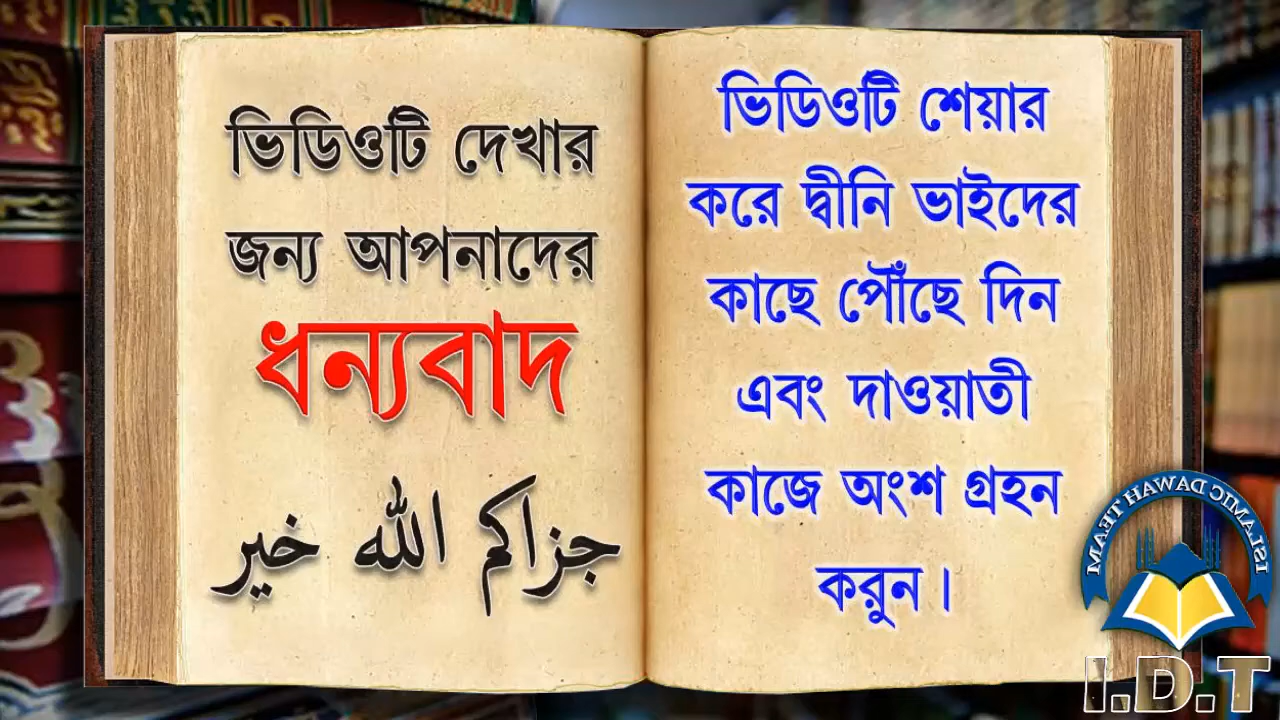 ভিডিওটি দেখার
জন্য আপনাদের
ধন্যবাদ
جزاكم الله خير
ভিডিওটি শেয়ার
করে দ্বীনি ভাইদের
কাছে পৌঁছে দিন
এবং দাওয়াতী
কাজে অংশ গ্রহন
করুন।
ISLAMIC DAWAH TEAM
I.D.T